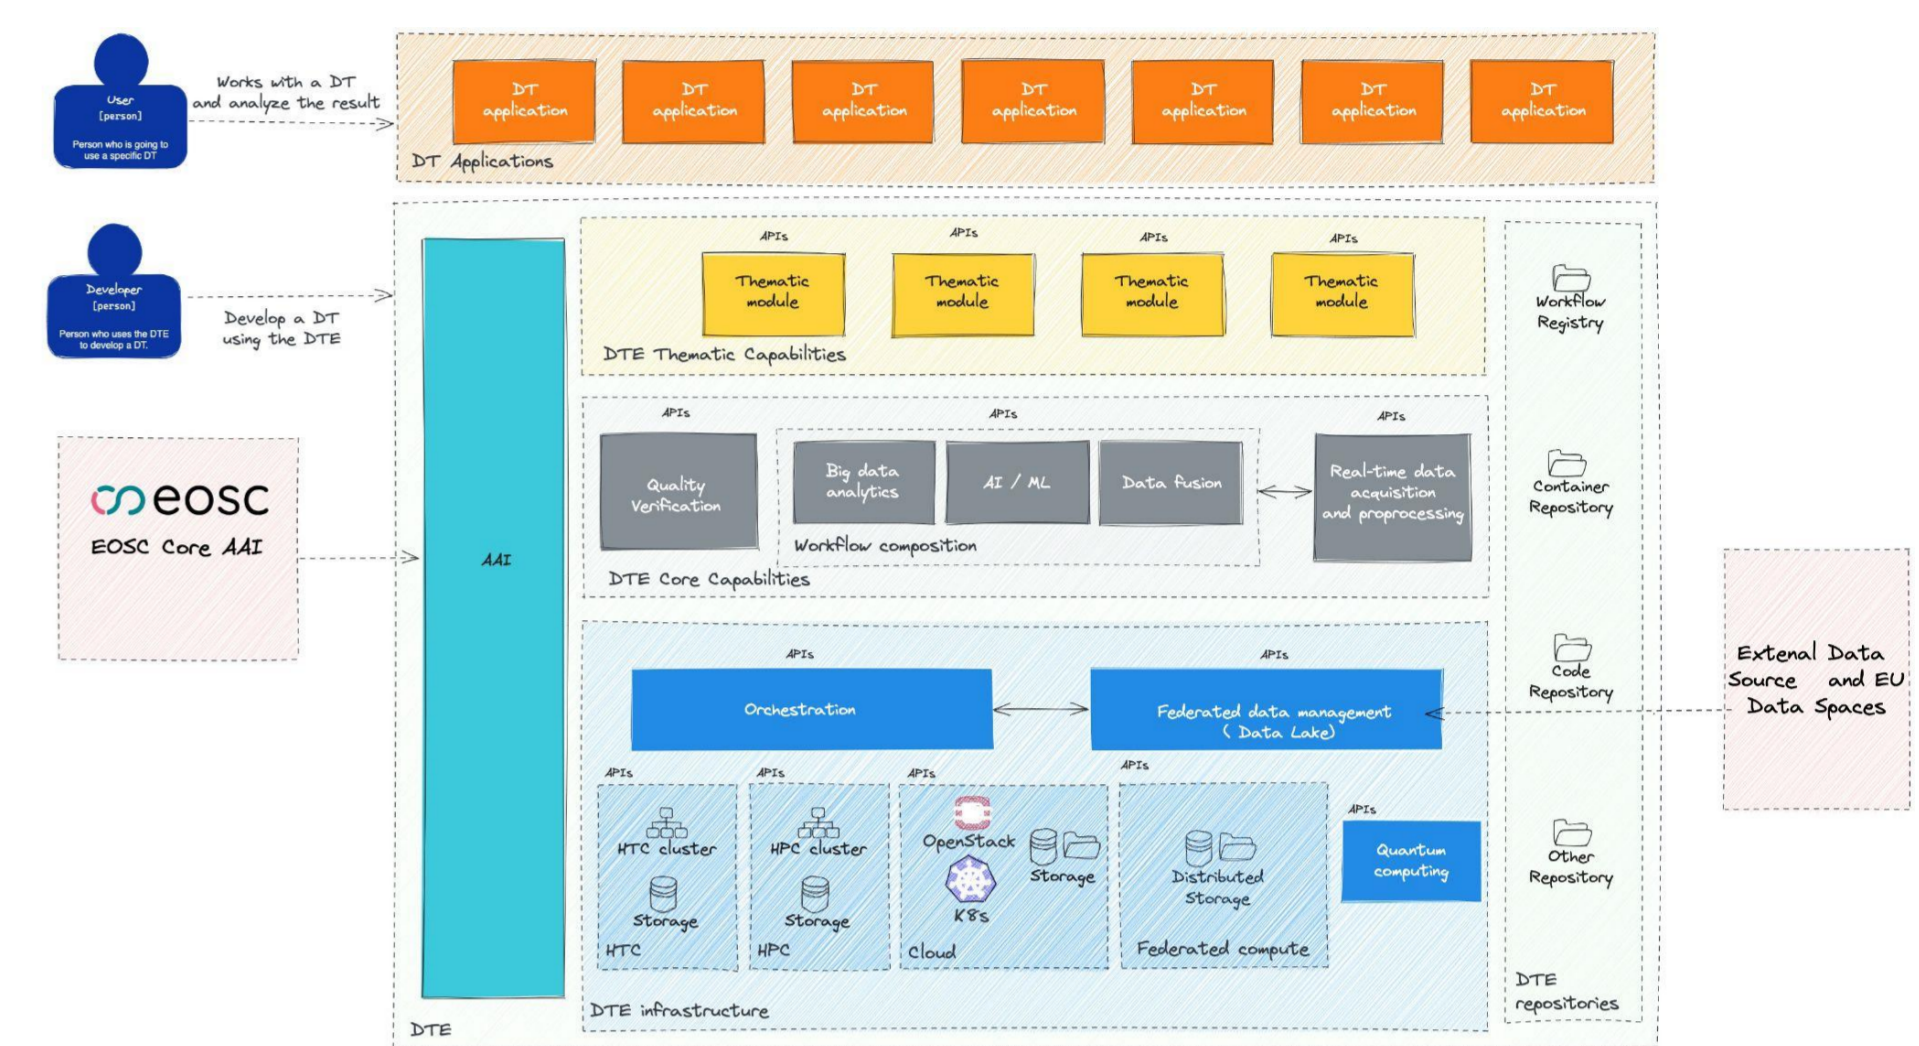 User
[person]
Person who is going to
use a specific DT
Works with a DT
and analyze the result
DT
application
DT
application
DT
application
DT
application
DT
application
DT
application
DT
application
DT Applications
Developer
[person]
Person who uses the DTE
to develop a DT.
Develop a DT
using the DTE
eosc
EOSC Core AAI
AAI
DTE
APIs
APIs
APIs
APIs
Thematic
module
Thematic
module
Thematic
module
Thematic
module
DTE Thematic Capabilities
APIs
APIs
APIs
Quality
Verification
Big data
analytics
AI / ML
Data fusion
Workflow composition
Real-time data
acquisition
and proprocessing
DTE Core Capabilities
APIs
APIs
Orchestration
Federated data management
( Data Lake)
APIs
APIs
APIs
APIs
APIs
HTC cluster
Storage
HTC
HPC cluster
Storage
HPC
OpenStack
K8s
Storage
Cloud
Distributed
Storage
Federated compute
Quantum
computing
DTE infrastructure
Workflow
Registry
Container
Repository
Code
Repository
Other
Repository
DTE
repositories
Extenal Data
Source and EU
Data Spaces